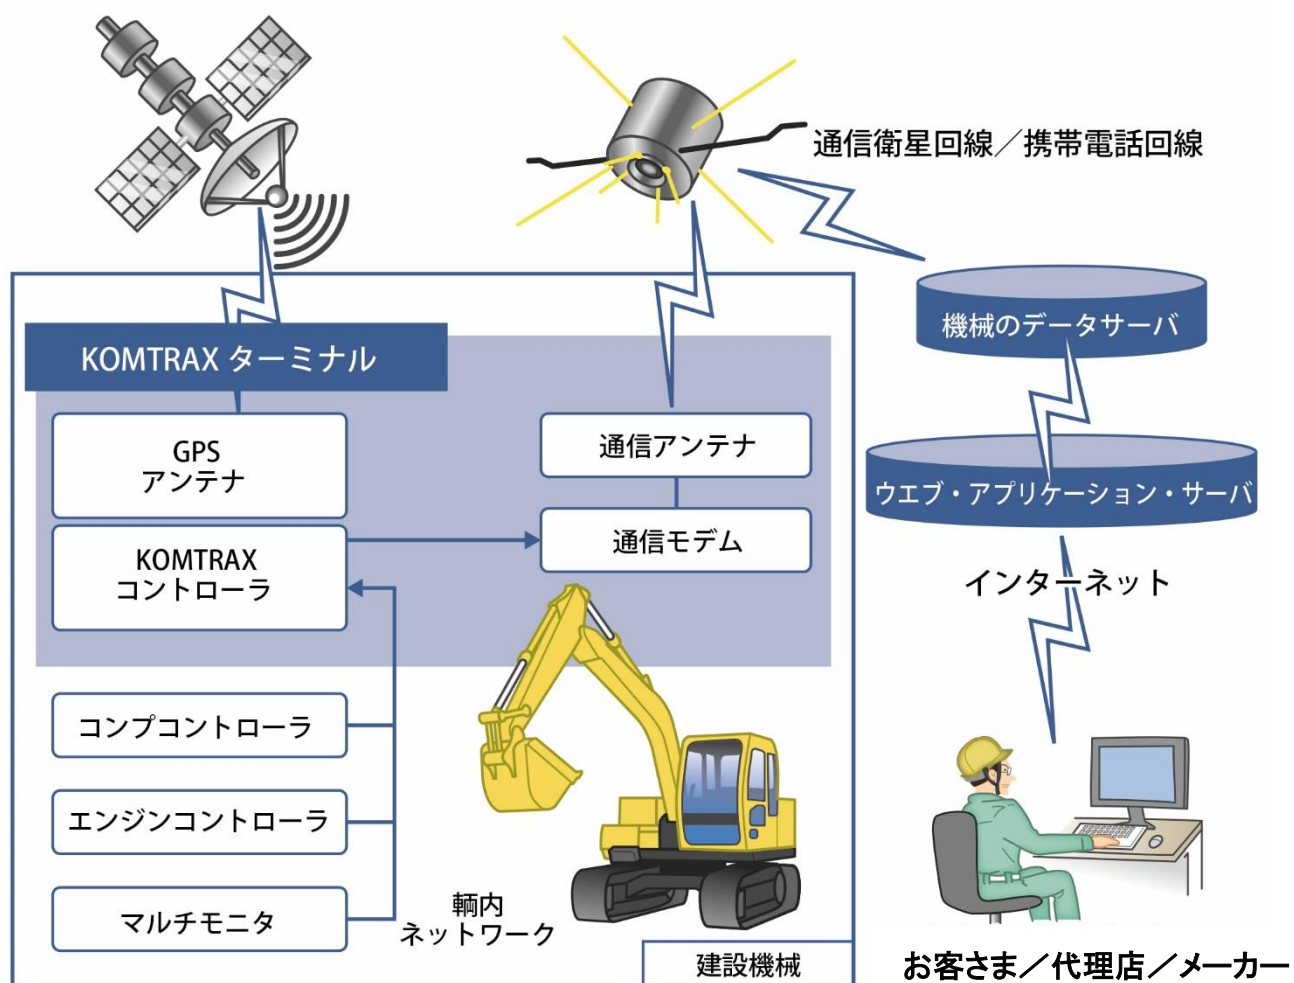 通信衛星回線／携帯電話回線
機械のデータサーバ
KOMTRAX ターミナル
GPS
アンテナ
通信アンテナ
ウエブ・アプリケーション・サーバ
KOMTRAX
コントローラ
通信モデム
インターネット
コンプコントローラ
エンジンコントローラ
マルチモニタ
輌内
ネットワーク
建設機械
お客さま／代理店／メーカー